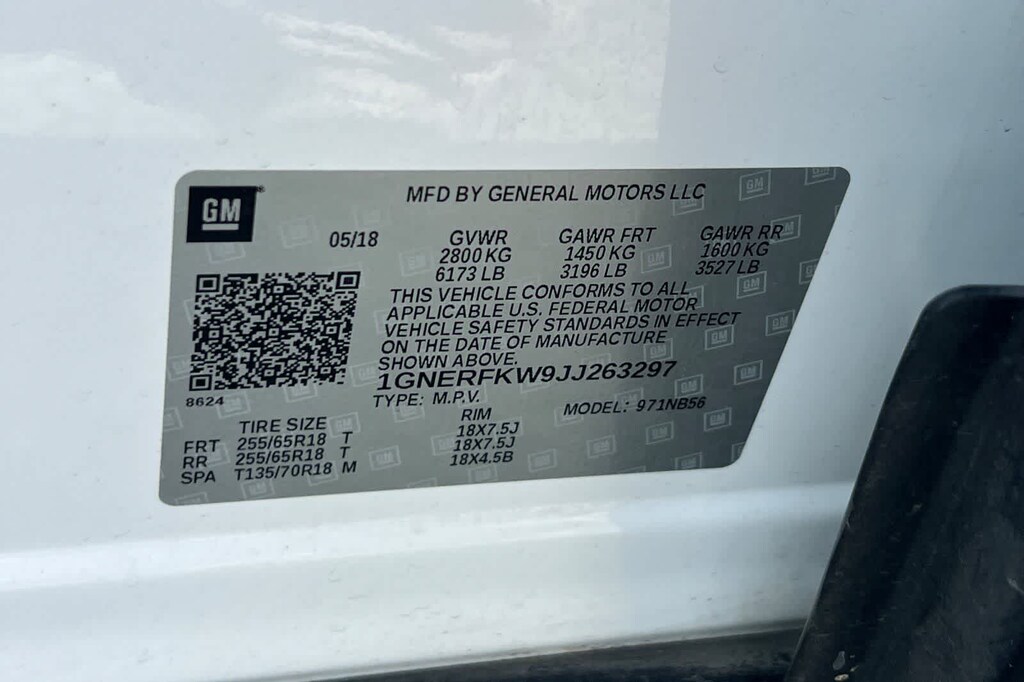 GM
MFD BY GENERAL MOTORS LLC
05/18 GVWR GAWR FRT GAWR RR
2800 KG 1450 KG 1600 KG
6173 LB 3196 LB 3527 LB
THIS VEHICLE CONFORMS TO ALL
APPLICABLE U.S. FEDERAL MOTOR
VEHICLE SAFETY STANDARDS IN EFFECT
ON THE DATE OF MANUFACTURE
SHOWN ABOVE.
1GNERFKW9JJ263297
TYPE: M.P.V. MODEL: 971NB56
8624
TIRE SIZE RIM
FRT 255/65R18 T 18X7.5J
RR 255/65R18 T 18X7.5J
SPA T135/70R18 M 18X4.5B